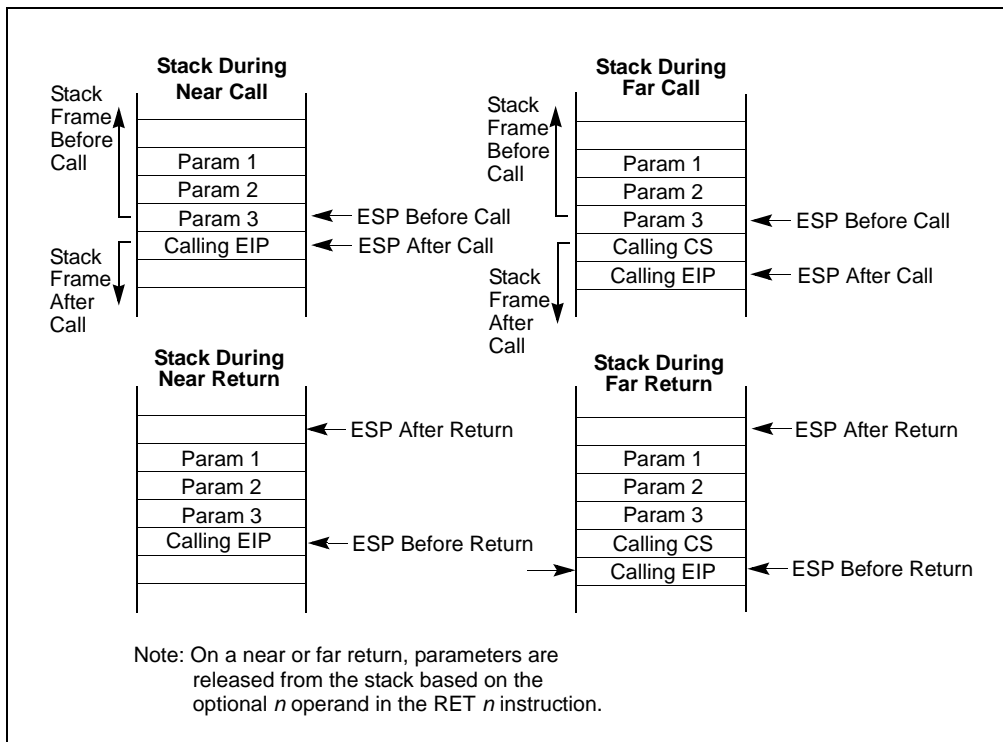 Stack During
Near Call
Stack
Frame
Before
Call
Param 1
Param 2
Param 3
Calling EIP
ESP Before Call
ESP After Call
Stack
Frame
After
Call
Stack During
Far Call
Stack
Frame
Before
Call
Param 1
Param 2
Param 3
Calling CS
Calling EIP
ESP Before Call
ESP After Call
Stack
Frame
After
Call
Stack During
Near Return
ESP After Return
Param 1
Param 2
Param 3
Calling EIP
ESP Before Return
Stack During
Far Return
ESP After Return
Param 1
Param 2
Param 3
Calling CS
Calling EIP
ESP Before Return
Note: On a near or far return, parameters are
released from the stack based on the
optional n operand in the RET n instruction.